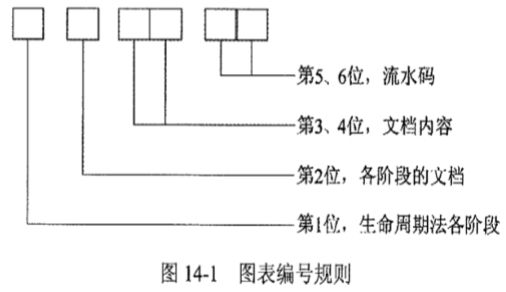 第5、6位，流水码
第3、4位，文档内容
第2位，各阶段的文档
第1位，生命周期法各阶段
图 14-1 图表编号规则